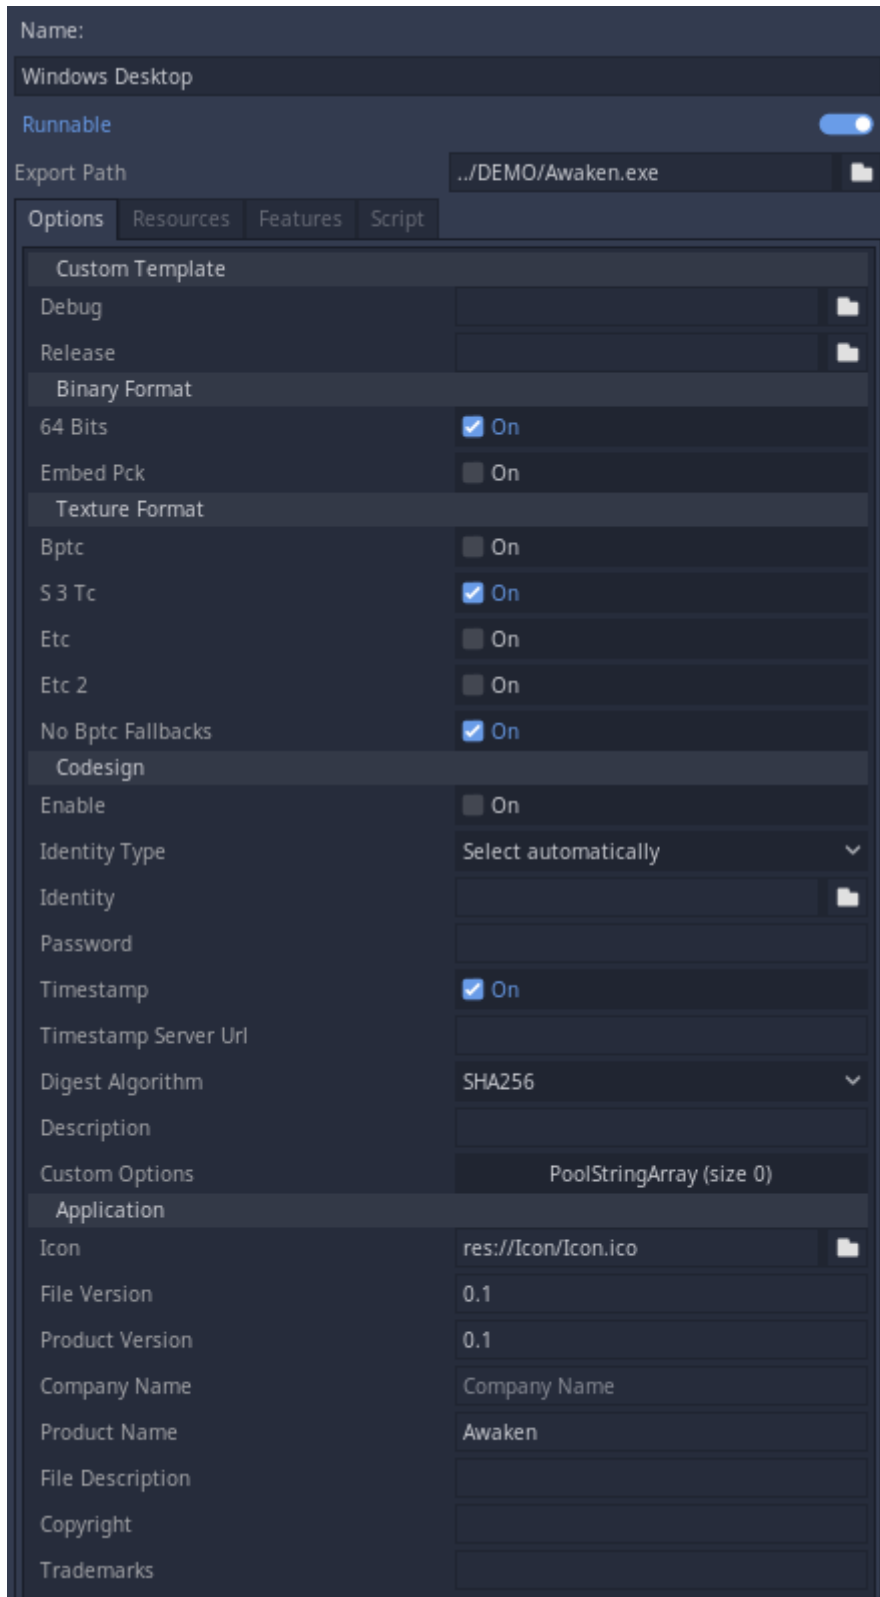 Name:
Windows Desktop
Runnable
Export Path ../DEMO/Awaken.exe
Options Resources Features Script
Custom Template
Debug
Release
Binary Format
64 Bits On
Embed Pck On
Texture Format
Bptc On
S 3 Tc On
Etc On
Etc 2 On
No Bptc Fallbacks On
Codesign
Enable On
Identity Type Select automatically
Identity
Password
Timestamp On
Timestamp Server Url
Digest Algorithm SHA256
Description
Custom Options PoolStringArray (size 0)
Application
Icon res://Icon/Icon.ico
File Version 0.1
Product Version 0.1
Company Name Company Name
Product Name Awaken
File Description
Copyright
Trademarks